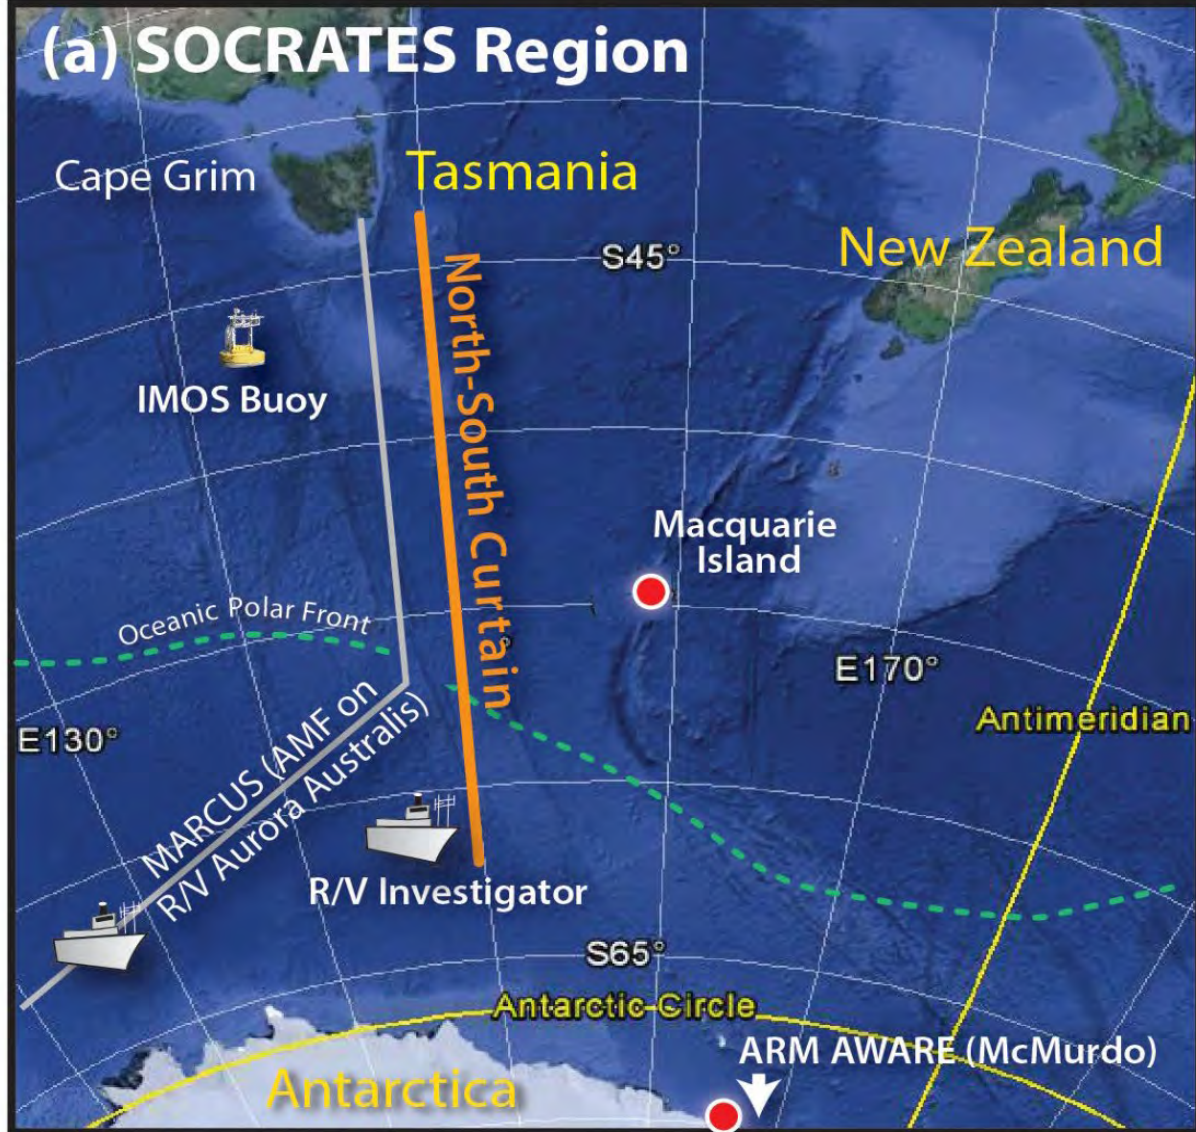 (a) SOCRATES Region
Cape Grim
Tasmania
New Zealand
S45°
North-South Curtain
IMOS Buoy
Macquarie
Island
Oceanic Polar Front
E170°
Antimeridian
E130°
MARCUS (AMF on
R/V Aurora Australis)
R/V Investigator
S65°
Antarctic Circle
ARM AWARE (McMurdo)
Antarctica